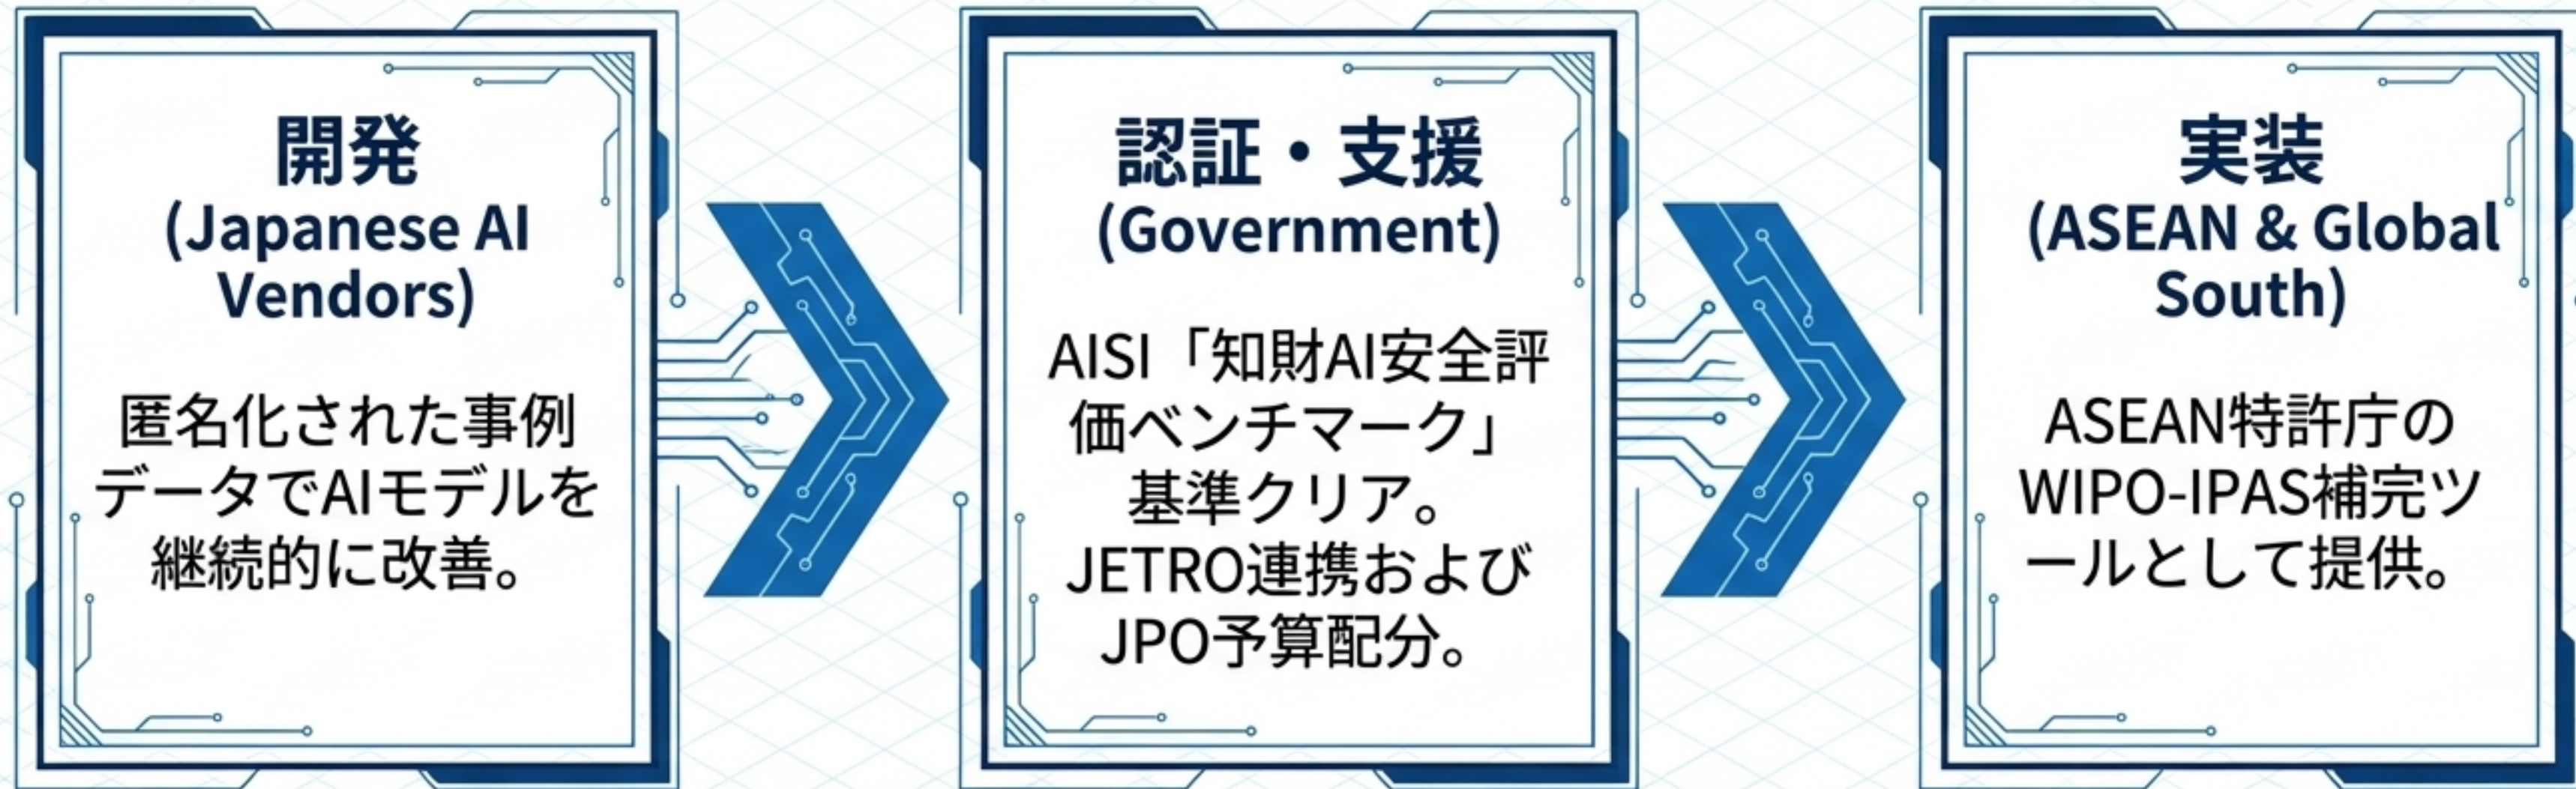 開発
(Japanese AI
Vendors)
匿名化された事例
データでAIモデルを
継続的に改善。
認証・支援
(Government)
AISI「知財AI安全評
価ベンチマーク」
基準クリア。
JETRO連携および
JPO予算配分。
実装
(ASEAN & Global
South)
ASEAN特許庁の
WIPO-IPAS補完ツ
ールとして提供。